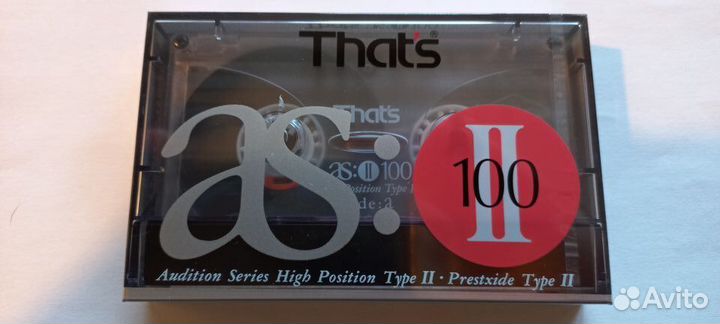 That's®
That's
as: II 100
as:II 100
Position Type
de:a
Audition Series High Position Type II · Prestxide Type II
Avito